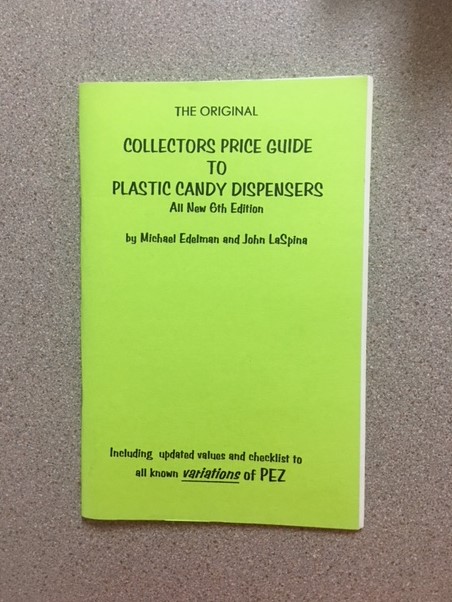 THE ORIGINAL
COLLECTORS PRICE GUIDE
TO
PLASTIC CANDY DISPENSERS
All New 6th Edition
by Michael Edelman and John LaSpina
Including updated values and checklist to
all known variations of PEZ